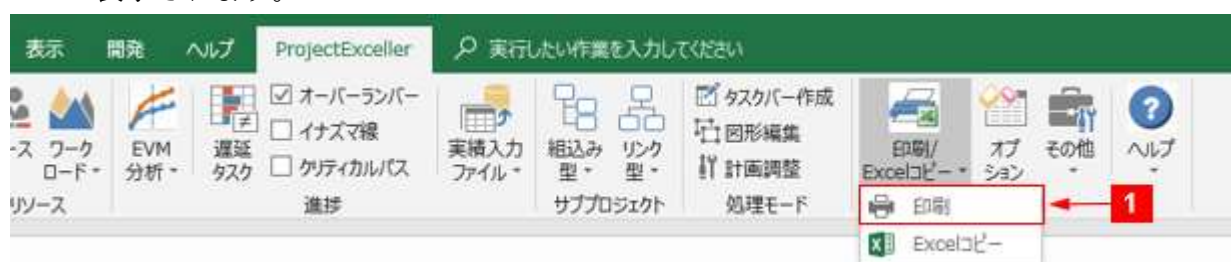 表示 開発 ヘルプ ProjectExceller 実行したい作業を入力してください
オーバーランバー タスクバー作成
イナズマ線 図形編集
ース ワーク EVM 遅延 実績入力 組込み リンク 印刷/ オプ その他 ヘルプ
ロード 分析 タスク クリティカルパス ファイル 型 型 計画調整 Excelコピー ション
リソース 進捗 サブプロジェクト 処理モード
印刷 1
Excelコピー